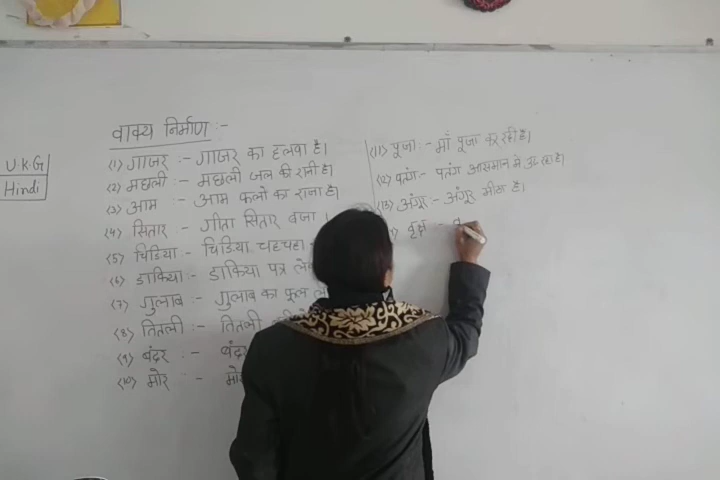 U.K.G
Hindi
वाक्य निर्माण :-
(1) गाजर :- गाजर का हलवा है।
(2) मछली :- मछली जल की रानी है।
(3) आम :- आम फलो का राजा है।
(4) सितार :- गीता सितार बजा
(5) चिडिया :- चिडिया चहचहा
(6) डाकिया :- डाकिया पत्र
(7) गुलाब :- गुलाब का फूल
(8) तितली :- तितली
(9) बंदर :- बंदर
(10) मोर :- मोर
(11) पूजा :- माँ पूजा कर रही है।
(12) पतंग :- पतंग आसमान मे उड रही है।
(13) अंगूर :- अंगूर मीठा है।
वृक्ष :-